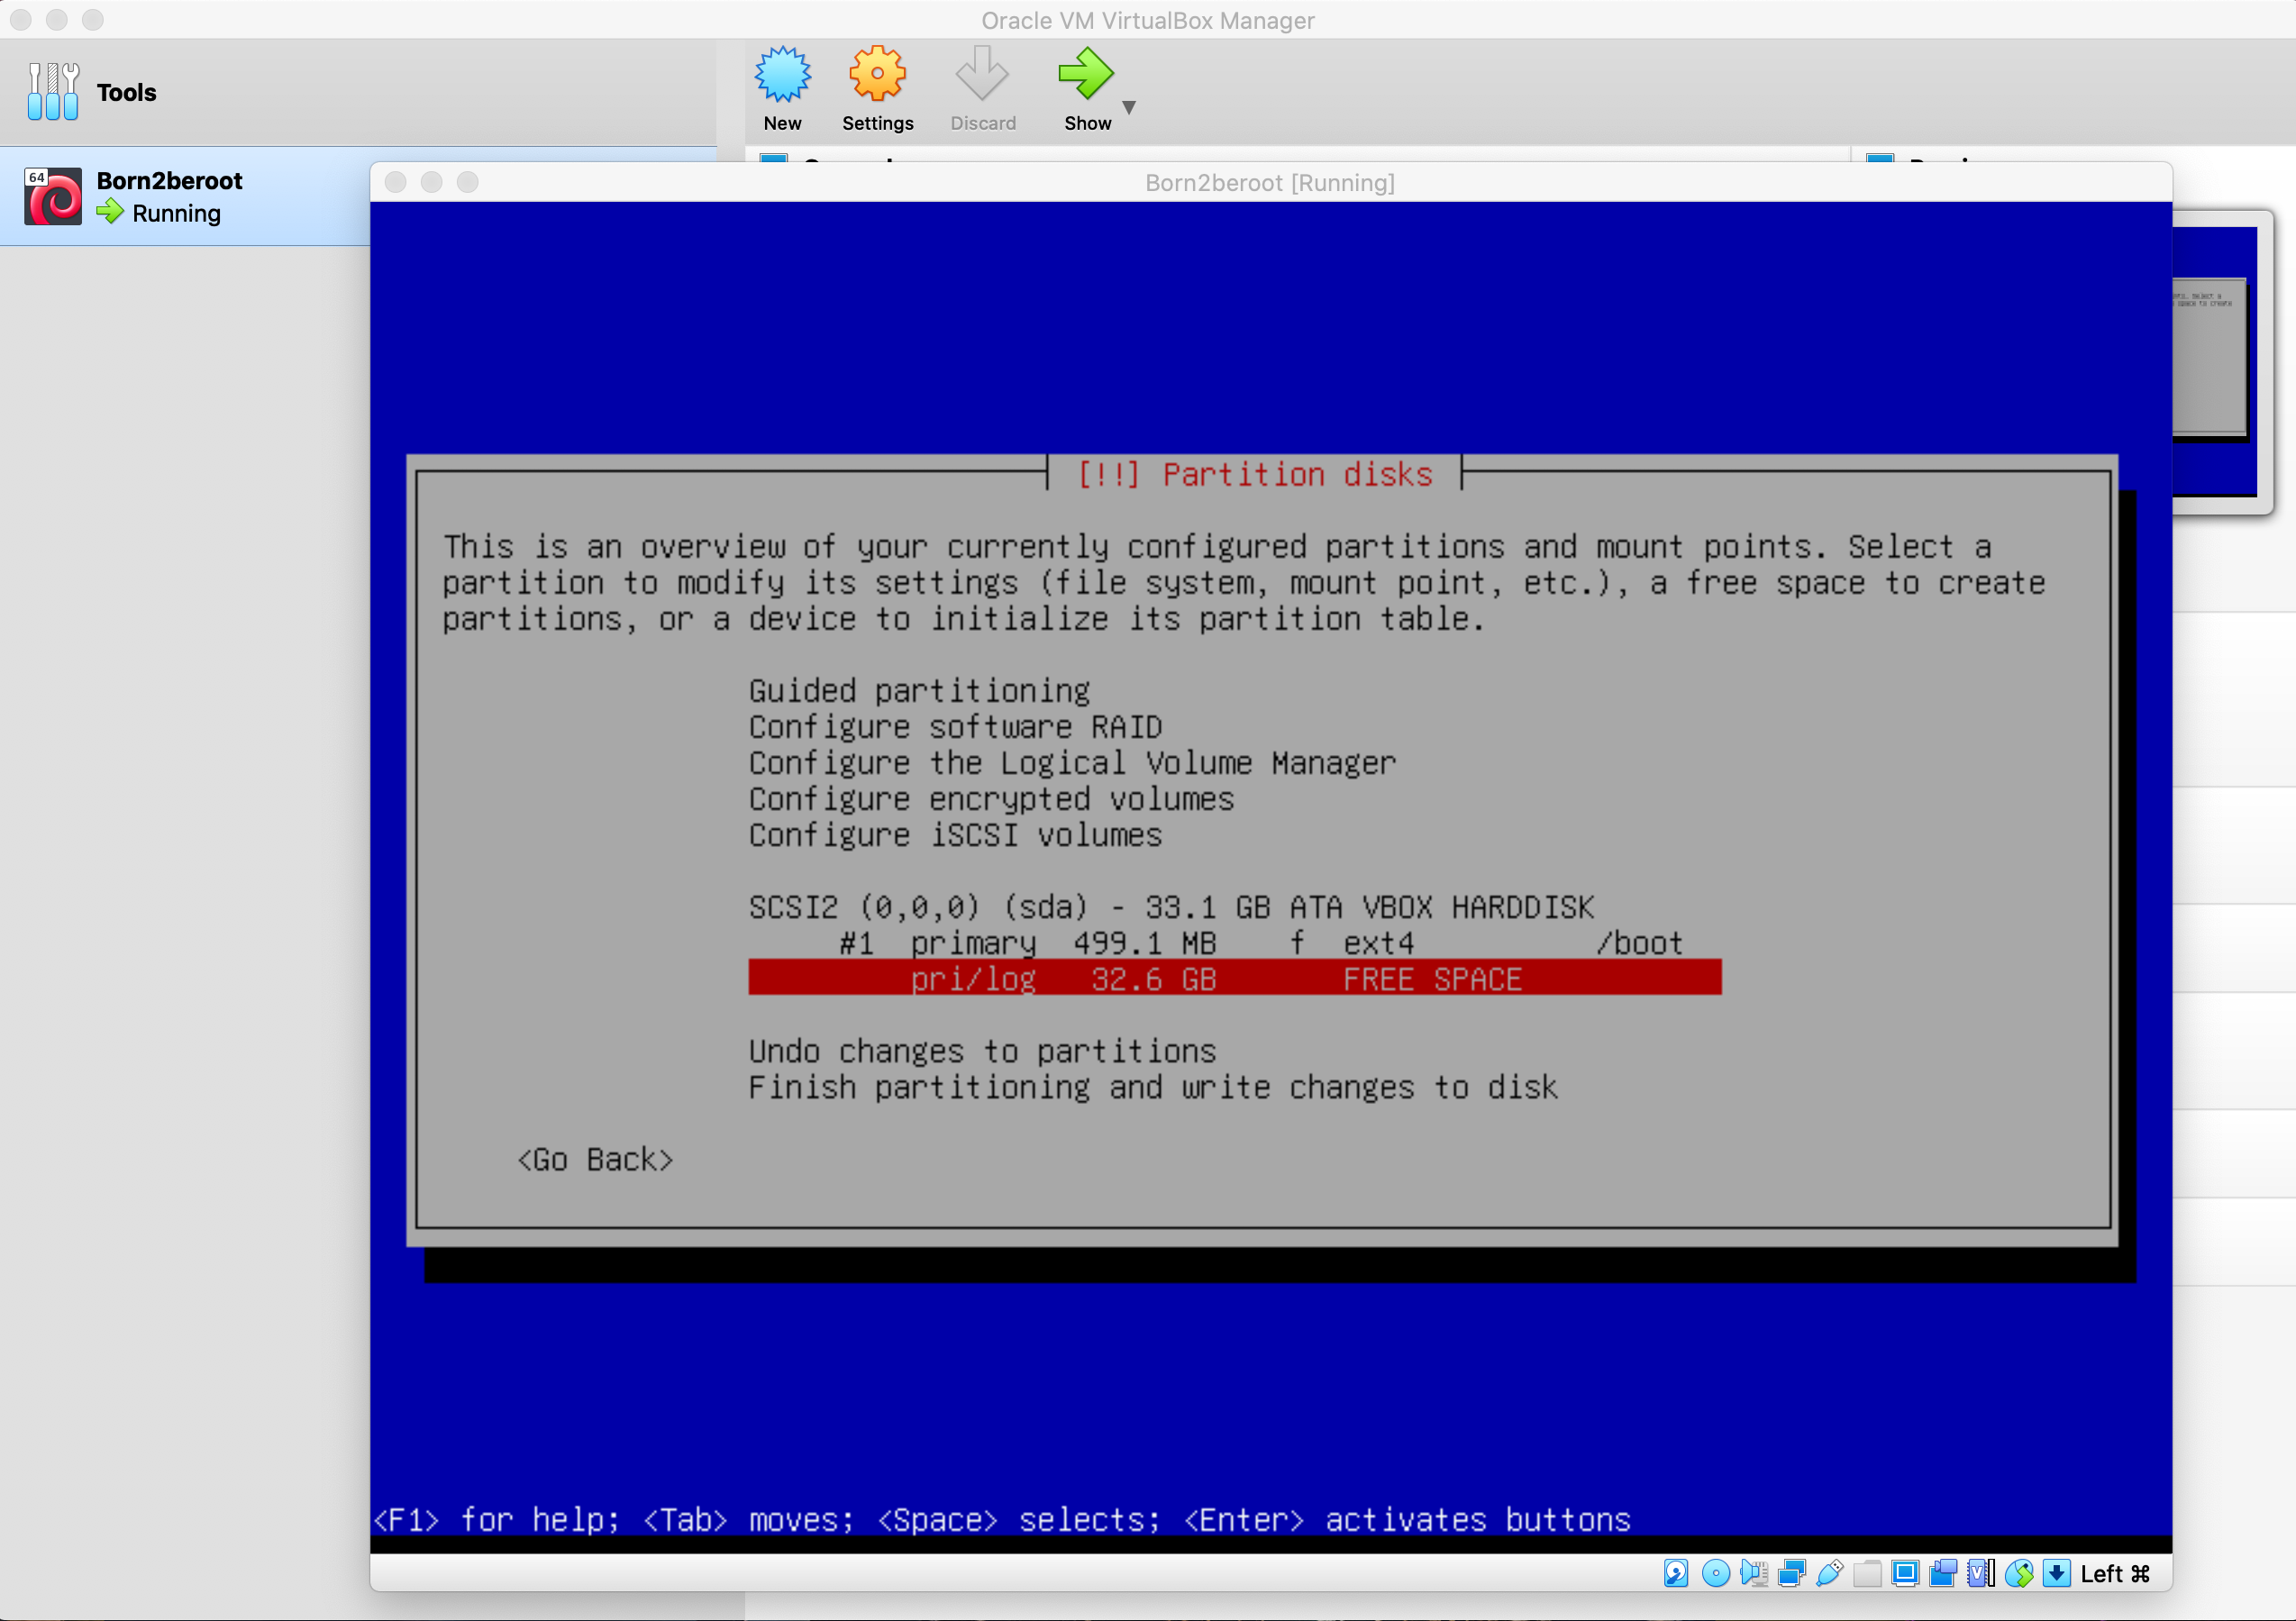 Oracle VM VirtualBox Manager
Tools
New
Settings
Discard
Show
64
Born2beroot
Running
Born2beroot [Running]
[!!] Partition disks
This is an overview of your currently configured partitions and mount points. Select a
partition to modify its settings (file system, mount point, etc.), a free space to create
partitions, or a device to initialize its partition table.
Guided partitioning
Configure software RAID
Configure the Logical Volume Manager
Configure encrypted volumes
Configure iSCSI volumes
SCSI2 (0,0,0) (sda) - 33.1 GB ATA VBOX HARDDISK
#1 primary 499.1 MB f ext4 /boot
pri/log 32.6 GB FREE SPACE
Undo changes to partitions
Finish partitioning and write changes to disk
<Go Back>
<F1> for help; <Tab> moves; <Space> selects; <Enter> activates buttons
Left ⌘